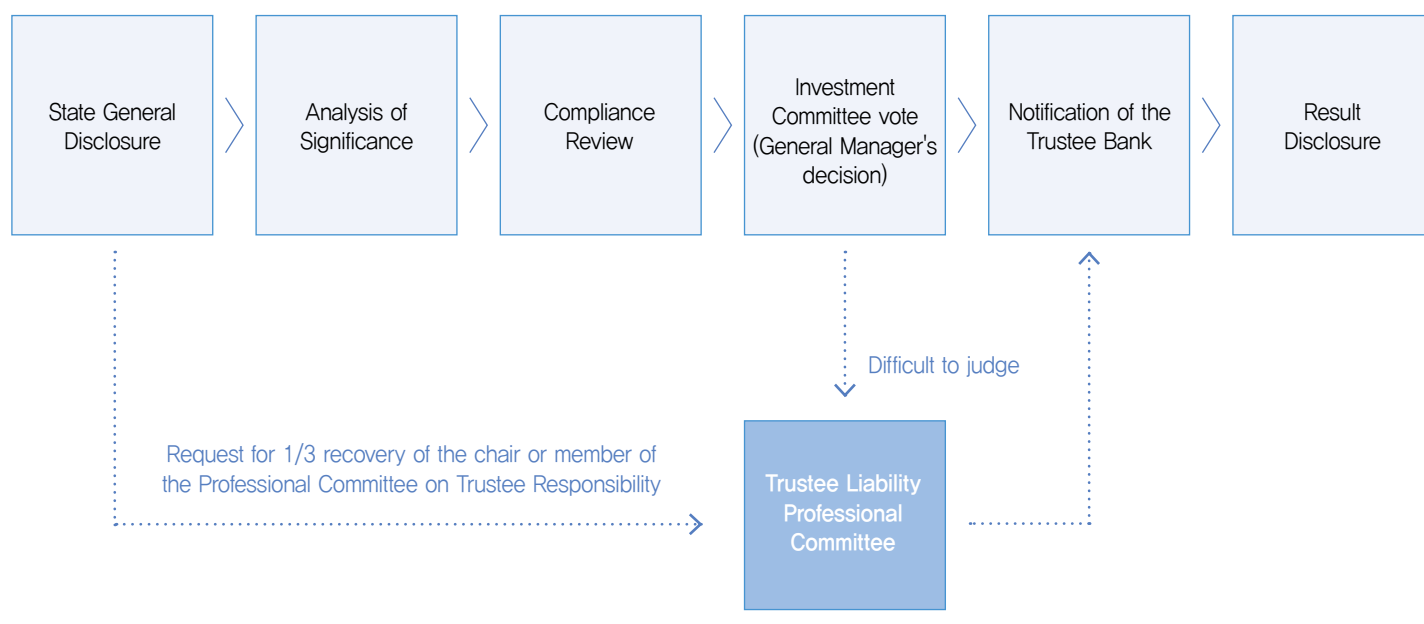 State General
Disclosure
Analysis of
Significance
Compliance
Review
Investment
Committee vote
(General Manager's
decision)
Notification of the
Trustee Bank
Result
Disclosure
Difficult to judge
Request for 1/3 recovery of the chair or member of
the Professional Committee on Trustee Responsibility
Trustee Liability
Professional
Committee